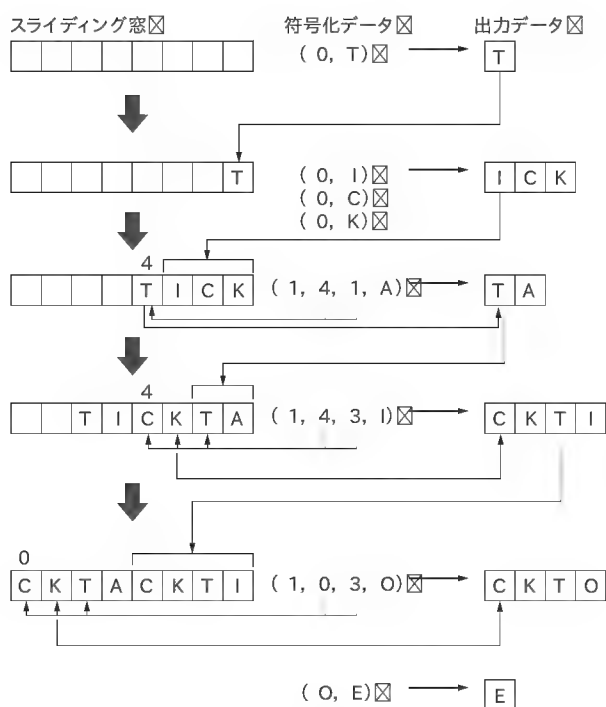 スライディング窓 符号化データ 出力データ
( 0, T) T
T ( 0, I) I C K
( 0, C)
( 0, K)
4
T I C K ( 1, 4, 1, A) T A
4
T I C K T A ( 1, 4, 3, I) C K T I
0
C K T A C K T I ( 1, 0, 3, O) C K T O
( O, E) E